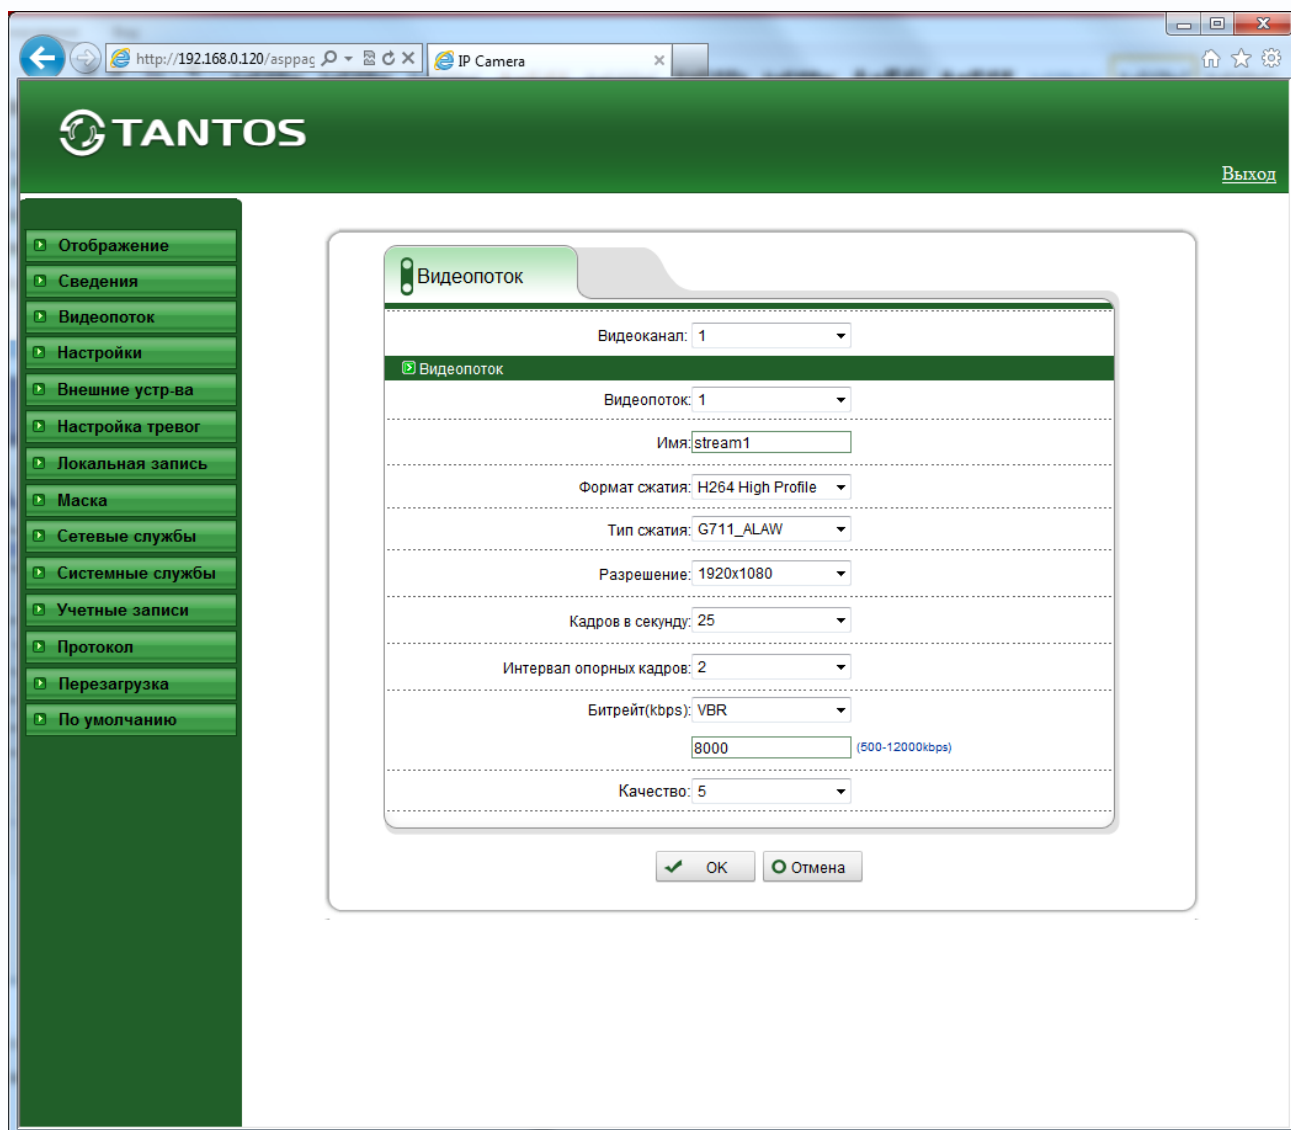 http://192.168.0.120/asppag
IP Camera
TANTOS
Выход
Отображение
Сведения
Видеопоток
Настройки
Внешние устр-ва
Настройка тревог
Локальная запись
Маска
Сетевые службы
Системные службы
Учетные записи
Протокол
Перезагрузка
По умолчанию
Видеопоток
Видеоканал: 1
Видеопоток
Видеопоток: 1
Имя: stream1
Формат сжатия: H264 High Profile
Тип сжатия: G711_ALAW
Разрешение: 1920x1080
Кадров в секунду: 25
Интервал опорных кадров: 2
Битрейт(kbps): VBR
8000 (500-12000kbps)
Качество: 5
OK Отмена